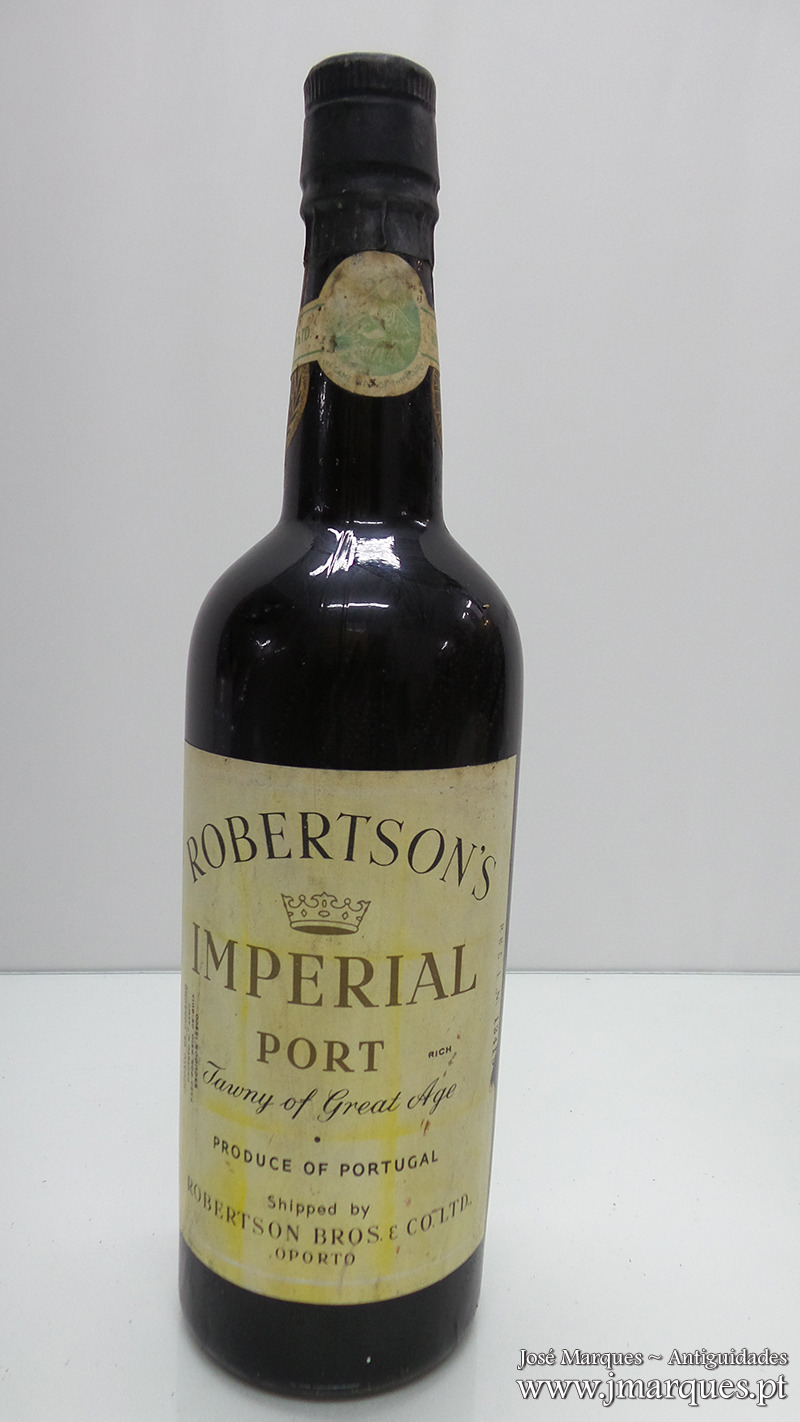 LTD.
ROBERTSON'S
IMPERIAL
PORT
RICH
Tawny of Great Age
PRODUCE OF PORTUGAL
Shipped by
ROBERTSON BROS. & CO. LTD.
OPORTO
José Marques ~ Antiguidades
www.jmarques.pt